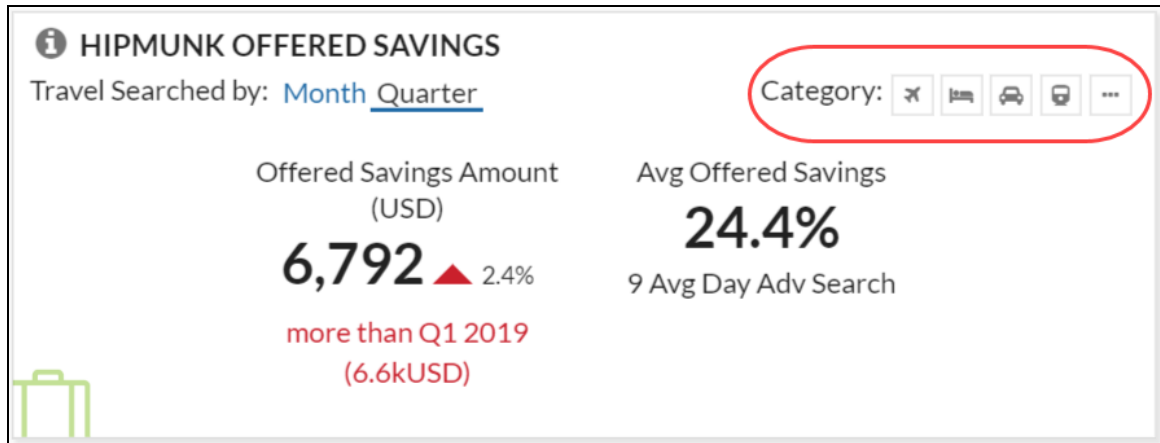 HIPMUNK OFFERED SAVINGS
Travel Searched by: Month Quarter
Category:
Offered Savings Amount
(USD)
6,792 2.4%
more than Q1 2019
(6.6kUSD)
Avg Offered Savings
24.4%
9 Avg Day Adv Search